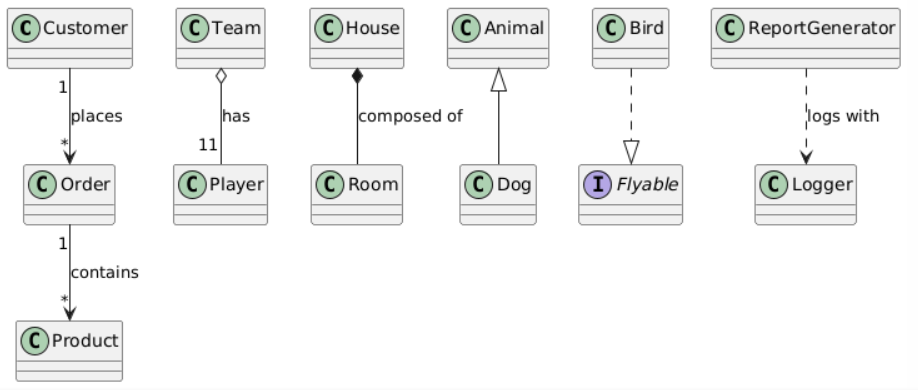 C Customer
C Team
C House
C Animal
C Bird
C ReportGenerator
1
places
*
has
11
composed of
logs with
C Order
C Player
C Room
C Dog
I Flyable
C Logger
1
contains
*
C Product